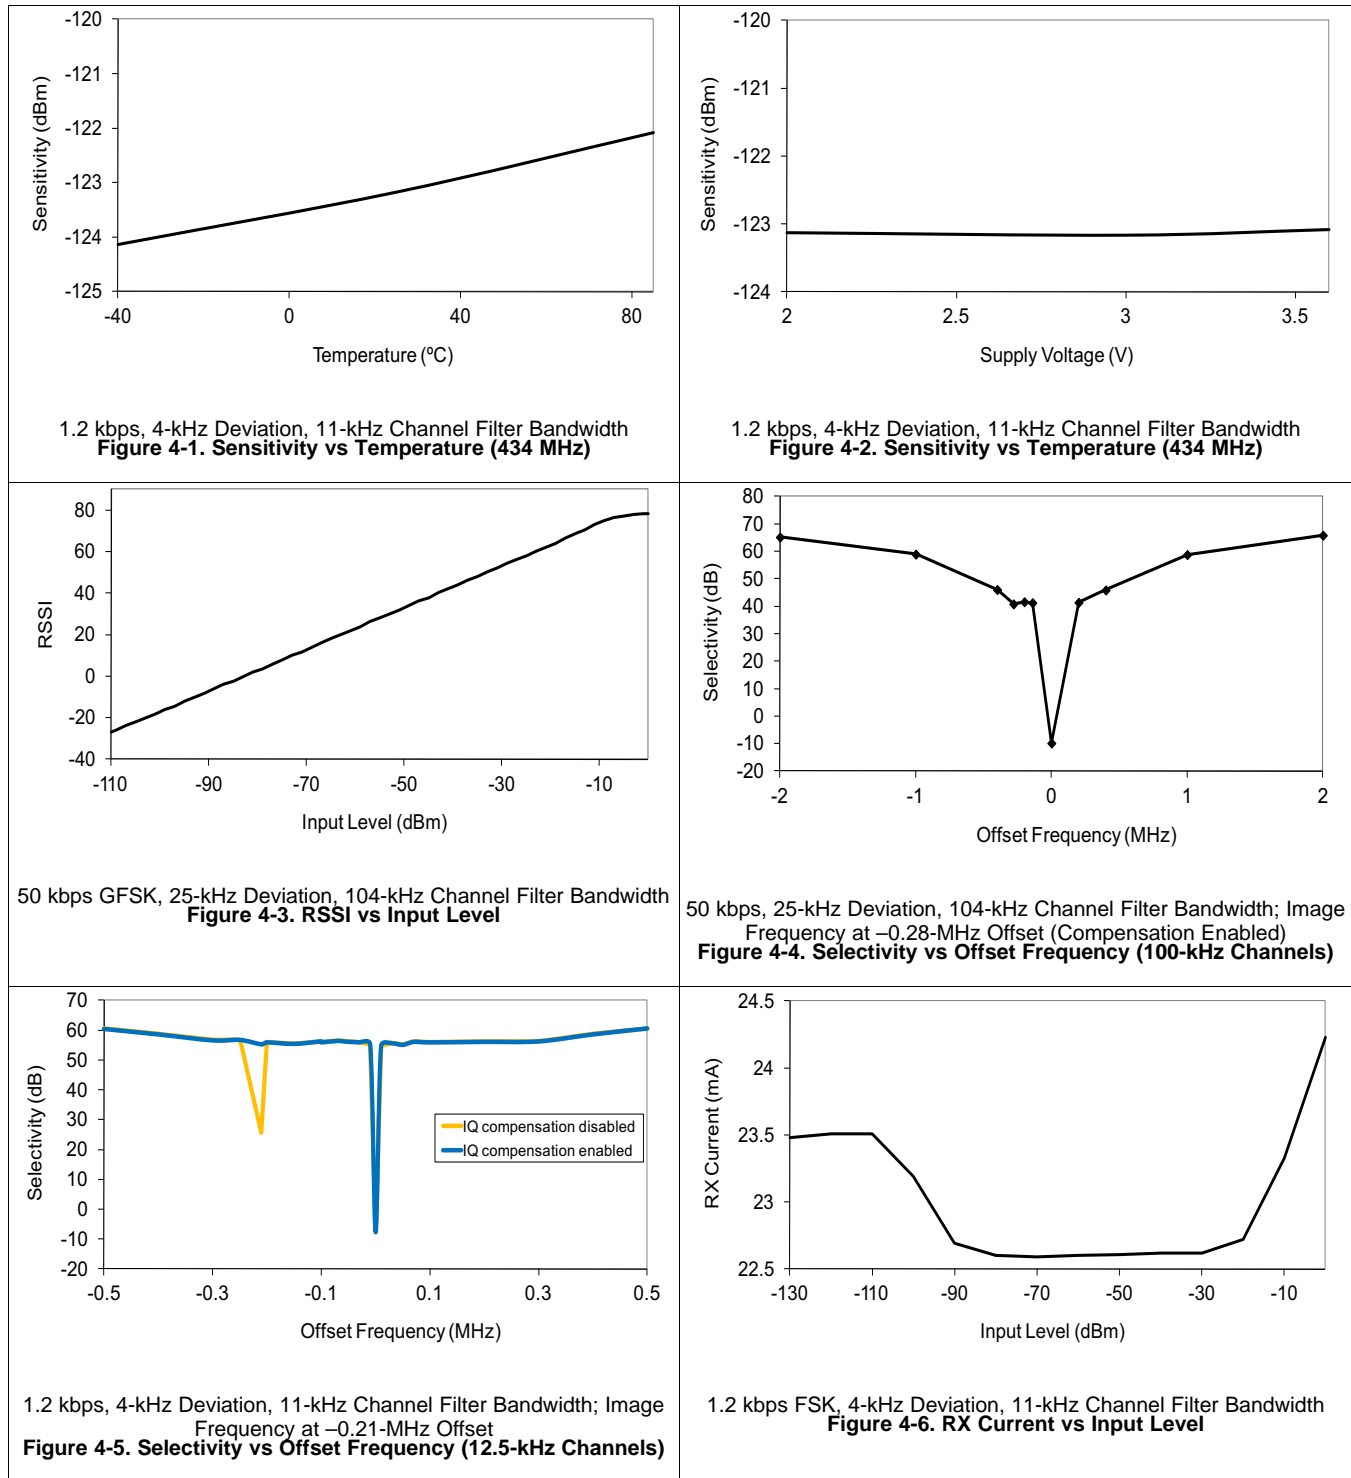 -120
-121
-122
-123
-124
-125
-40
0
40
80
Sensitivity (dBm)
Temperature (ºC)
1.2 kbps, 4-kHz Deviation, 11-kHz Channel Filter Bandwidth
Figure 4-1. Sensitivity vs Temperature (434 MHz)
-120
-121
-122
-123
-124
2
2.5
3
3.5
Sensitivity (dBm)
Supply Voltage (V)
1.2 kbps, 4-kHz Deviation, 11-kHz Channel Filter Bandwidth
Figure 4-2. Sensitivity vs Temperature (434 MHz)
80
60
40
20
0
-20
-40
-110
-90
-70
-50
-30
-10
RSSI
Input Level (dBm)
50 kbps GFSK, 25-kHz Deviation, 104-kHz Channel Filter Bandwidth
Figure 4-3. RSSI vs Input Level
80
70
60
50
40
30
20
10
0
-10
-20
-2
-1
0
1
2
Selectivity (dB)
Offset Frequency (MHz)
50 kbps, 25-kHz Deviation, 104-kHz Channel Filter Bandwidth; Image
Frequency at –0.28-MHz Offset (Compensation Enabled)
Figure 4-4. Selectivity vs Offset Frequency (100-kHz Channels)
70
60
50
40
30
20
10
0
-10
-20
-0.5
-0.3
-0.1
0.1
0.3
0.5
Selectivity (dB)
IQ compensation disabled
IQ compensation enabled
Offset Frequency (MHz)
1.2 kbps, 4-kHz Deviation, 11-kHz Channel Filter Bandwidth; Image
Frequency at –0.21-MHz Offset
Figure 4-5. Selectivity vs Offset Frequency (12.5-kHz Channels)
24.5
24
23.5
23
22.5
-130
-110
-90
-70
-50
-30
-10
RX Current (mA)
Input Level (dBm)
1.2 kbps FSK, 4-kHz Deviation, 11-kHz Channel Filter Bandwidth
Figure 4-6. RX Current vs Input Level